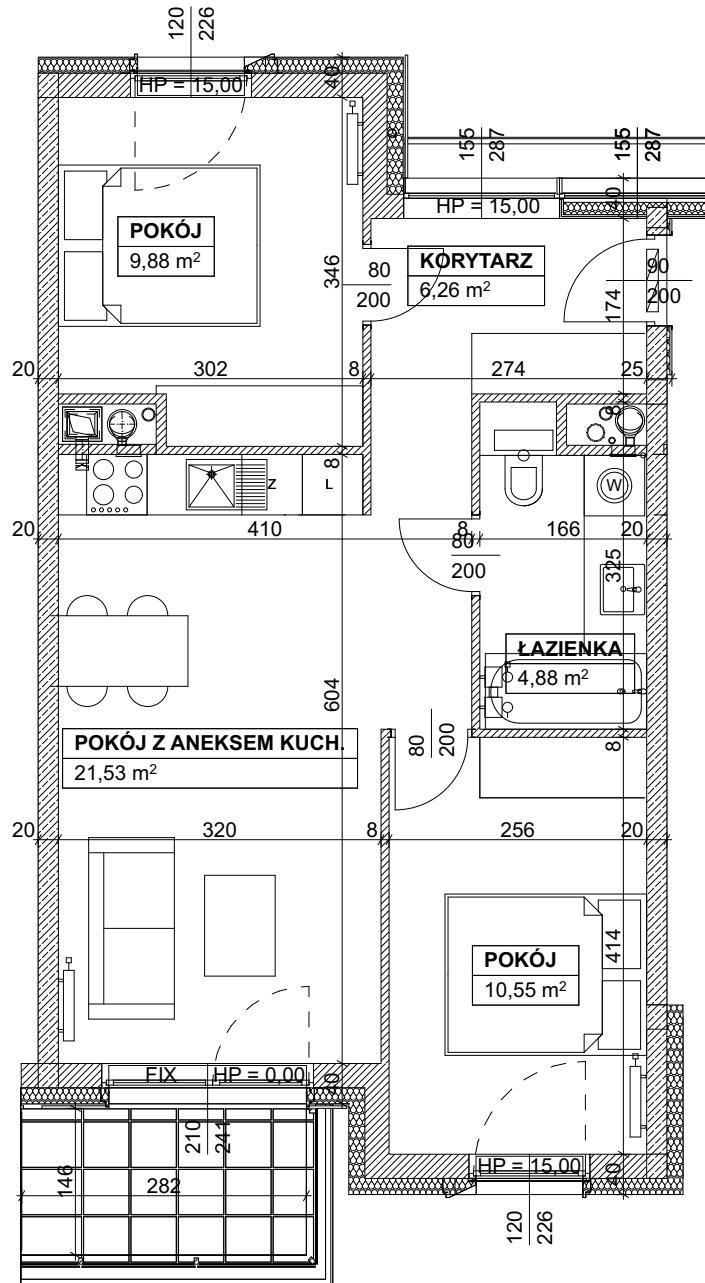 120
226
HP = 15,00
40
155
287
155
287
HP = 15,00
40
POKÓJ
9,88 m²
346
80
200
KORYTARZ
6,26 m²
174
90
200
20
302
8
274
25
8
8
Z
L
W
20
410
8
80
200
166
20
325
ŁAZIENKA
4,88 m²
604
POKÓJ Z ANEKSEM KUCH.
21,53 m²
80
200
8
20
320
8
256
20
414
POKÓJ
10,55 m²
FIX
HP = 0,00
40
210
241
146
282
HP = 15,00
40
120
226